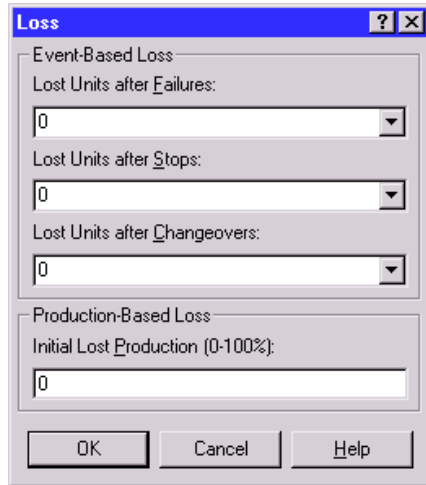 Loss
Event-Based Loss
Lost Units after Failures:
0
Lost Units after Stops:
0
Lost Units after Changeovers:
0
Production-Based Loss
Initial Lost Production (0-100%):
0
OK Cancel Help